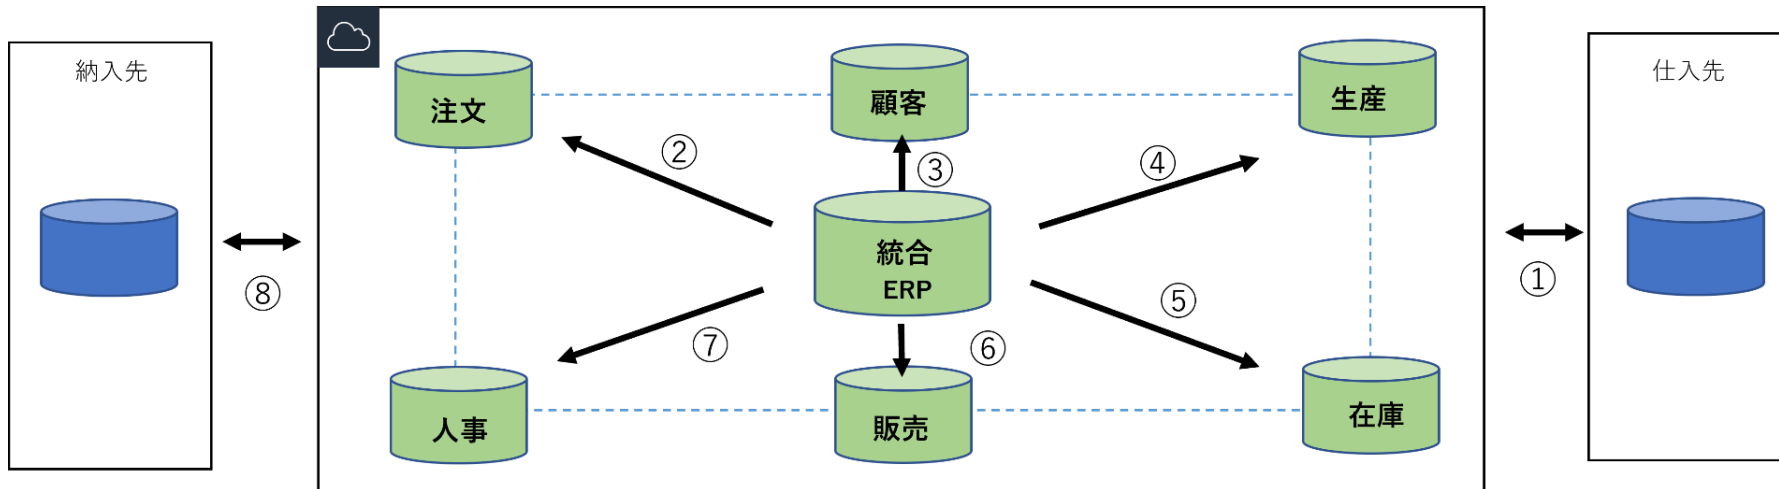 納入先
仕入先
注文
顧客
生産
②
③
④
統合
ERP
⑧
①
⑤
⑦
⑥
人事
販売
在庫